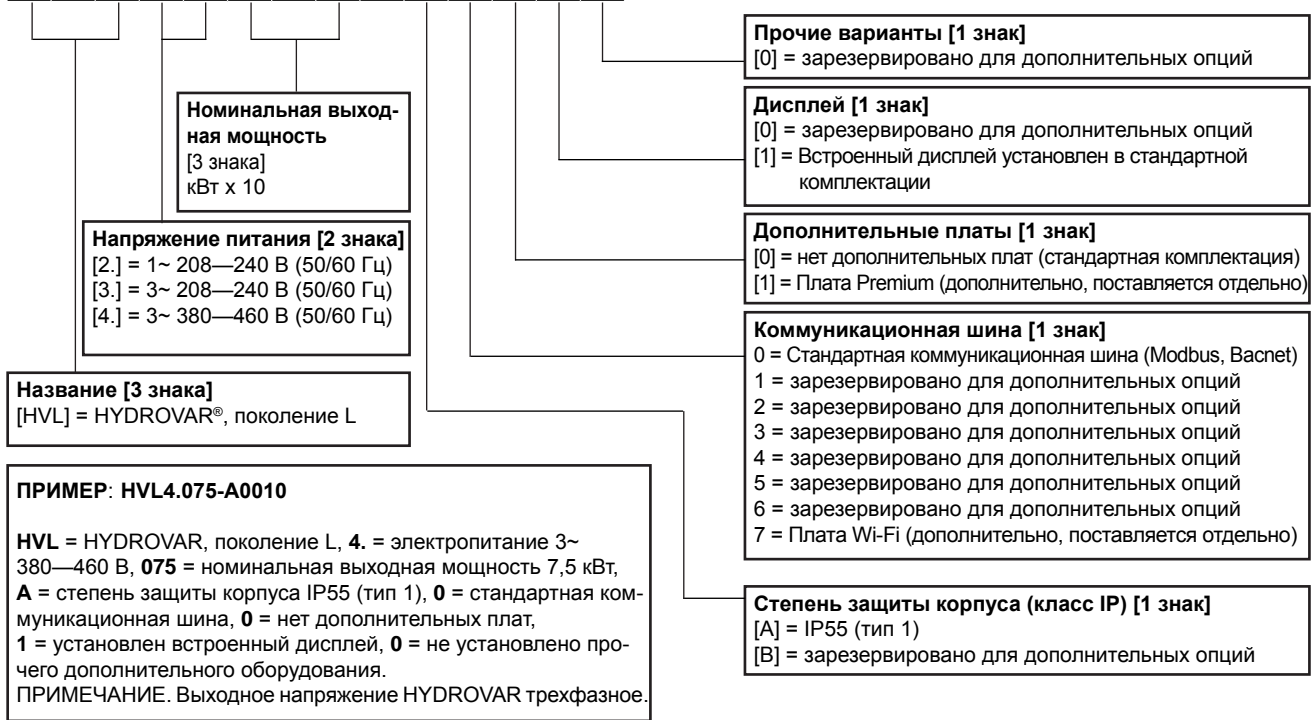 Прочие варианты [1 знак]
[0] = зарезервировано для дополнительных опций
Номинальная выход-
ная мощность
[3 знака]
кВт x 10
Дисплей [1 знак]
[0] = зарезервировано для дополнительных опций
[1] = Встроенный дисплей установлен в стандартной
комплектации
Напряжение питания [2 знака]
[2.] = 1~ 208—240 В (50/60 Гц)
[3.] = 3~ 208—240 В (50/60 Гц)
[4.] = 3~ 380—460 В (50/60 Гц)
Дополнительные платы [1 знак]
[0] = нет дополнительных плат (стандартная комплектация)
[1] = Плата Premium (дополнительно, поставляется отдельно)
Название [3 знака]
[HVL] = HYDROVAR®, поколение L
Коммуникационная шина [1 знак]
0 = Стандартная коммуникационная шина (Modbus, Bacnet)
1 = зарезервировано для дополнительных опций
2 = зарезервировано для дополнительных опций
3 = зарезервировано для дополнительных опций
4 = зарезервировано для дополнительных опций
5 = зарезервировано для дополнительных опций
6 = зарезервировано для дополнительных опций
7 = Плата Wi-Fi (дополнительно, поставляется отдельно)
ПРИМЕР: HVL4.075-A0010
HVL = HYDROVAR, поколение L, 4. = электропитание 3~
380—460 В, 075 = номинальная выходная мощность 7,5 кВт,
A = степень защиты корпуса IP55 (тип 1), 0 = стандартная ком-
муникационная шина, 0 = нет дополнительных плат,
1 = установлен встроенный дисплей, 0 = не установлено про-
чего дополнительного оборудования.
ПРИМЕЧАНИЕ. Выходное напряжение HYDROVAR трехфазное.
Степень защиты корпуса (класс IP) [1 знак]
[A] = IP55 (тип 1)
[B] = зарезервировано для дополнительных опций